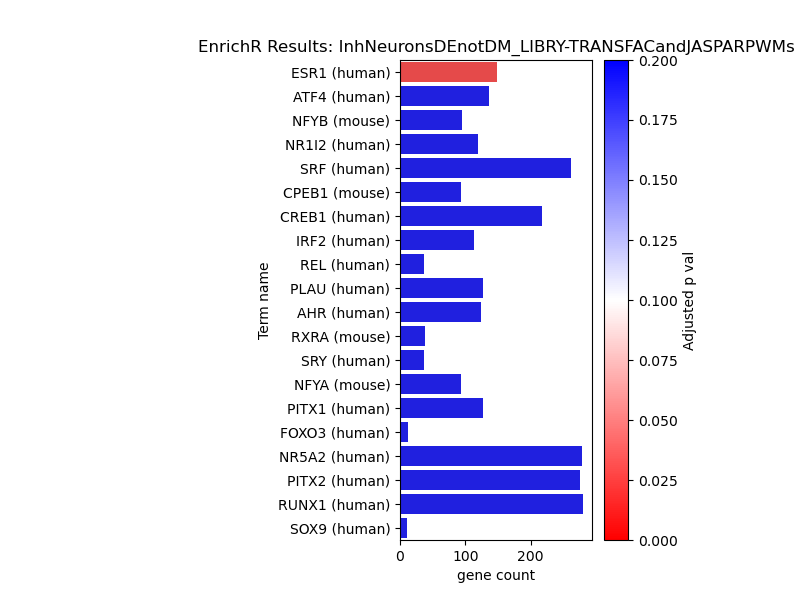 EnrichR Results: InhNeuronsDEnotDM_LIBRY-TRANSFACandJASPARPWMs
ESR1 (human)
ATF4 (human)
NFYB (mouse)
NR1I2 (human)
SRF (human)
CPEB1 (mouse)
CREB1 (human)
IRF2 (human)
REL (human)
PLAU (human)
AHR (human)
RXRA (mouse)
SRY (human)
NFYA (mouse)
PITX1 (human)
FOXO3 (human)
NR5A2 (human)
PITX2 (human)
RUNX1 (human)
SOX9 (human)
Term name
0 100 200
gene count
0.200
0.175
0.150
0.125
0.100
0.075
0.050
0.025
0.000
Adjusted p val